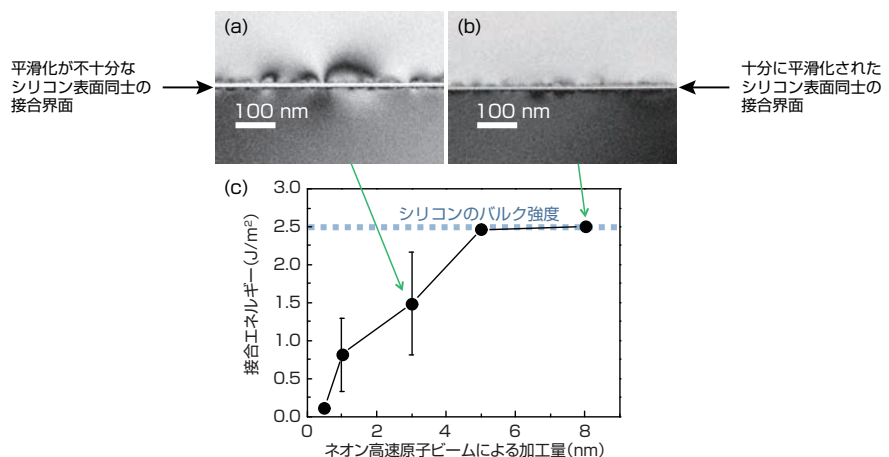 (a)
(b)
平滑化が不十分な
シリコン表面同士の
接合界面
十分に平滑化された
シリコン表面同士の
接合界面
100 nm
100 nm
(c)
3.0
2.5
2.0
1.5
1.0
0.5
0.0
シリコンのバルク強度
接合エネルギー(J/m²)
0
2
4
6
8
ネオン高速原子ビームによる加工量(nm)